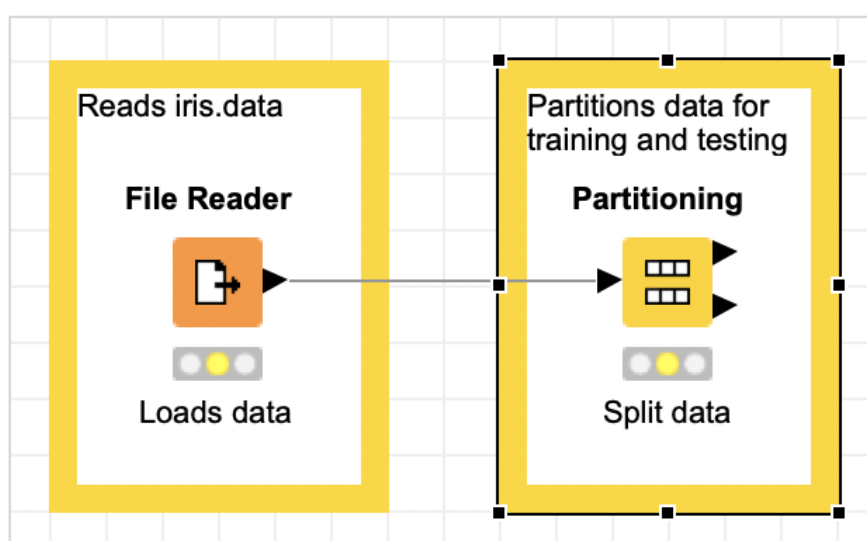 Reads iris.data
File Reader
Loads data
Partitions data for
training and testing
Partitioning
Split data